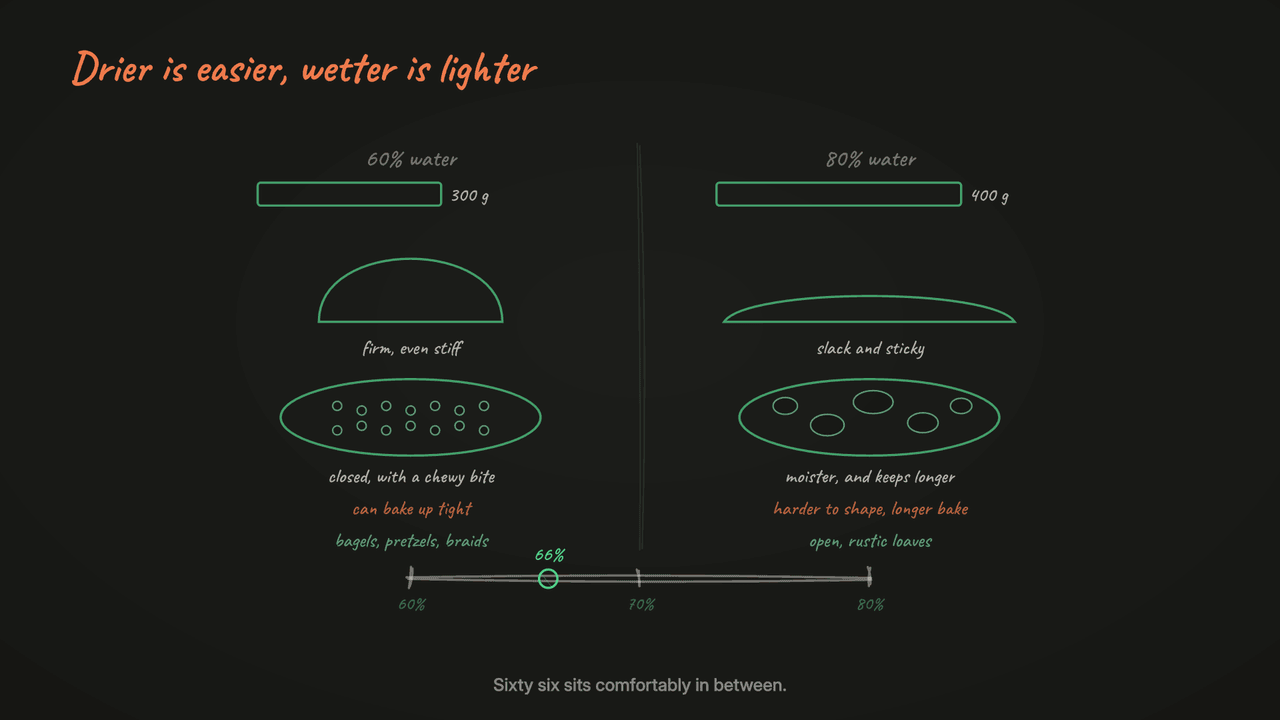 Drier is easier, wetter is lighter
60% water
300 g
firm, even stiff
closed, with a chewy bite
can bake up tight
bagels, pretzels, braids
80% water
400 g
slack and sticky
moister, and keeps longer
harder to shape, longer bake
open, rustic loaves
66%
60%
70%
80%
Sixty six sits comfortably in between.